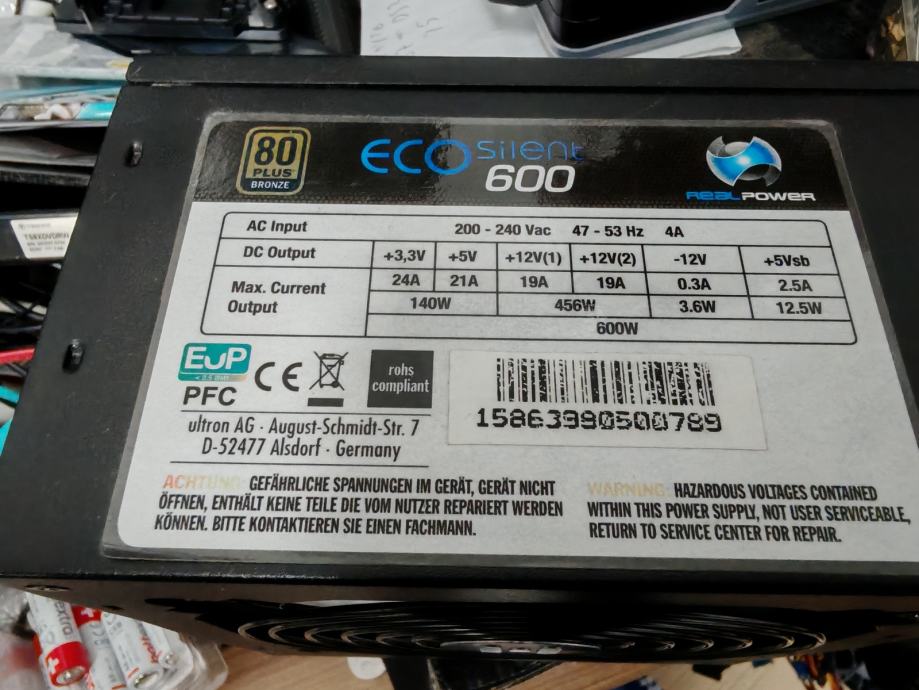 80
PLUS
BRONZE
ECO Silent
600
REALPOWER
AC Input 200 - 240 Vac 47 - 53 Hz 4A
DC Output +3,3V +5V +12V(1) +12V(2) -12V +5Vsb
Max. Current Output 24A 21A 19A 19A 0.3A 2.5A
140W 456W 3.6W 12.5W
600W
EuP
PFC
CE
rohs
compliant
15863990500789
ultron AG · August-Schmidt-Str. 7
D-52477 Alsdorf · Germany
ACHTUNG: GEFÄHRLICHE SPANNUNGEN IM GERÄT, GERÄT NICHT
ÖFFNEN, ENTHÄLT KEINE TEILE DIE VOM NUTZER REPARIERT WERDEN
KÖNNEN. BITTE KONTAKTIEREN SIE EINEN FACHMANN.
WARNING: HAZARDOUS VOLTAGES CONTAINED
WITHIN THIS POWER SUPPLY, NOT USER SERVICEABLE,
RETURN TO SERVICE CENTER FOR REPAIR.